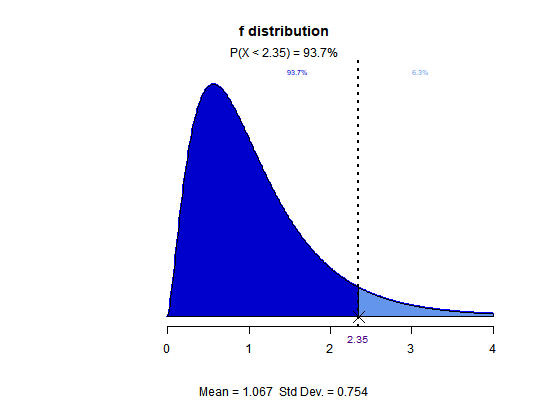 f distribution
P(X < 2.35) = 93.7%
93.7% 6.3%
2.35
0 1 2 3 4
Mean = 1.067 Std Dev. = 0.754